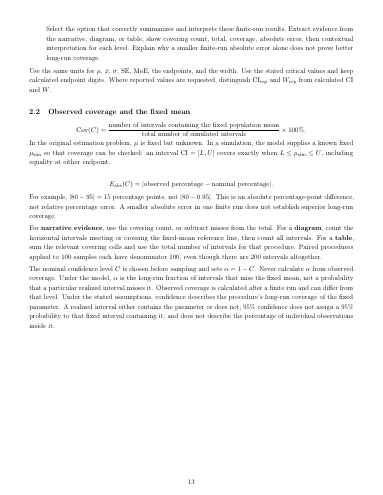 Select the option that correctly summarizes and interprets these finite-run results. Extract evidence from
the narrative, diagram, or table; show covering count, total, coverage, absolute error, then contextual
interpretation for each level. Explain why a smaller finite-run absolute error alone does not prove better
long-run coverage.
Use the same units for μ, x̄, σ, SE, MoE, the endpoints, and the width. Use the stated critical values and keep
calculated endpoint digits. Where reported values are requested, distinguish CI_rep and W_rep from calculated CI
and W.
2.2 Observed coverage and the fixed mean
Cov(C) = number of intervals containing the fixed population mean / total number of simulated intervals × 100%.
In the original estimation problem, μ is fixed but unknown. In a simulation, the model supplies a known fixed
μ_sim so that coverage can be checked: an interval CI = [L, U] covers exactly when L ≤ μ_sim ≤ U, including
equality at either endpoint.
E_abs(C) = |observed percentage − nominal percentage|.
For example, |80 − 95| = 15 percentage points, not |80 − 0.95|. This is an absolute percentage-point difference,
not relative percentage error. A smaller absolute error in one finite run does not establish superior long-run
coverage.
For narrative evidence, use the covering count, or subtract misses from the total. For a diagram, count the
horizontal intervals meeting or crossing the fixed-mean reference line, then count all intervals. For a table,
sum the relevant covering cells and use the total number of intervals for that procedure. Paired procedures
applied to 100 samples each have denominator 100, even though there are 200 intervals altogether.
The nominal confidence level C is chosen before sampling and sets α = 1 − C. Never calculate α from observed
coverage. Under the model, α is the long-run fraction of intervals that miss the fixed mean, not a probability
that a particular realized interval misses it. Observed coverage is calculated after a finite run and can differ from
that level. Under the stated assumptions, confidence describes the procedure's long-run coverage of the fixed
parameter. A realized interval either contains the parameter or does not; 95% confidence does not assign a 95%
probability to that fixed interval containing it, and does not describe the percentage of individual observations
inside it.
13